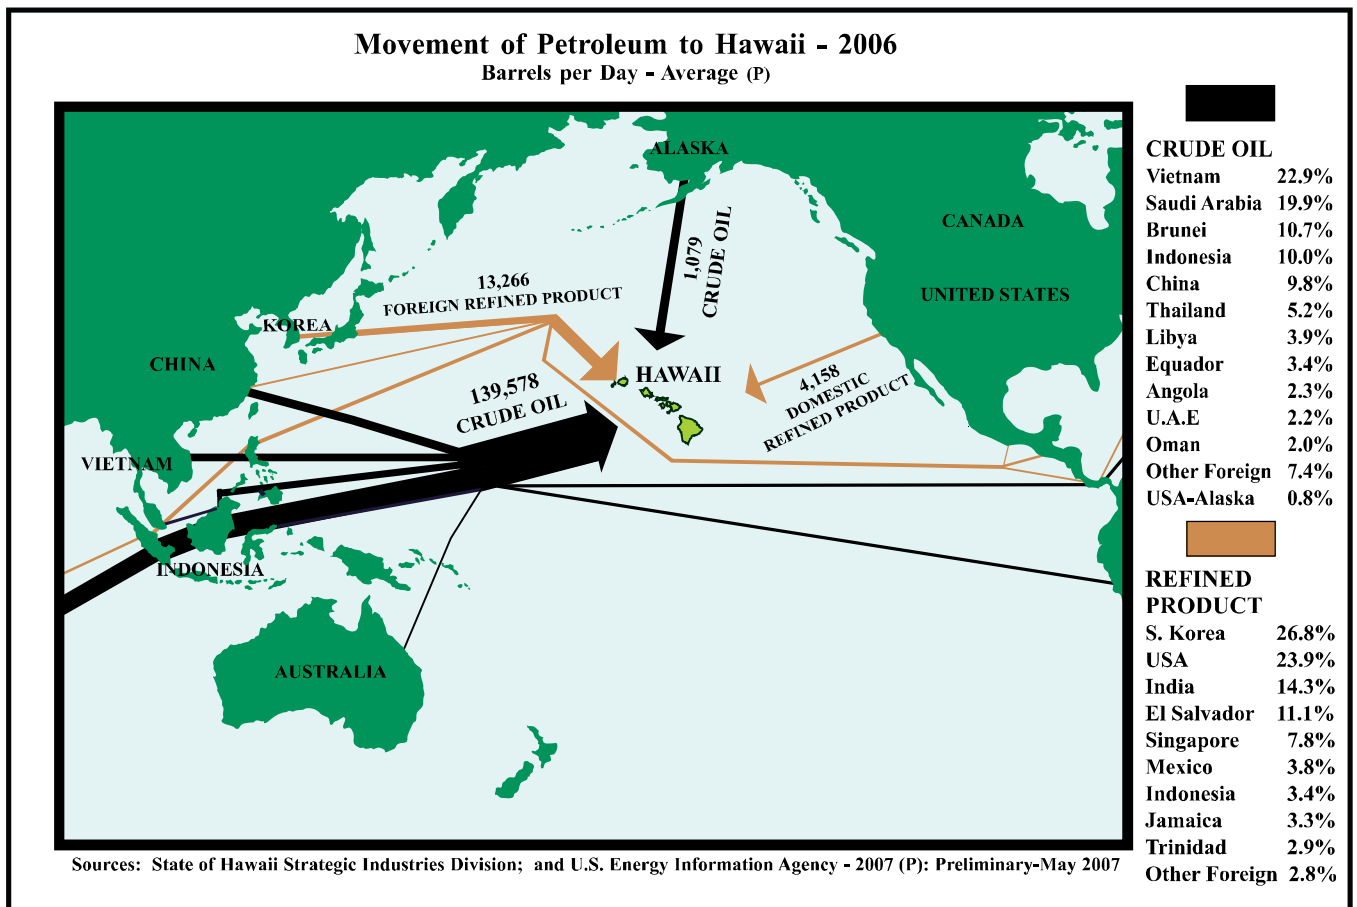 Movement of Petroleum to Hawaii - 2006
Barrels per Day - Average (P)
ALASKA
CANADA
UNITED STATES
1,079
CRUDE OIL
13,266
FOREIGN REFINED PRODUCT
KOREA
CHINA
HAWAII
139,578
CRUDE OIL
4,158
DOMESTIC
REFINED PRODUCT
VIETNAM
INDONESIA
AUSTRALIA
CRUDE OIL
Vietnam 22.9%
Saudi Arabia 19.9%
Brunei 10.7%
Indonesia 10.0%
China 9.8%
Thailand 5.2%
Libya 3.9%
Equador 3.4%
Angola 2.3%
U.A.E 2.2%
Oman 2.0%
Other Foreign 7.4%
USA-Alaska 0.8%
REFINED
PRODUCT
S. Korea 26.8%
USA 23.9%
India 14.3%
El Salvador 11.1%
Singapore 7.8%
Mexico 3.8%
Indonesia 3.4%
Jamaica 3.3%
Trinidad 2.9%
Other Foreign 2.8%
Sources: State of Hawaii Strategic Industries Division; and U.S. Energy Information Agency - 2007 (P): Preliminary-May 2007